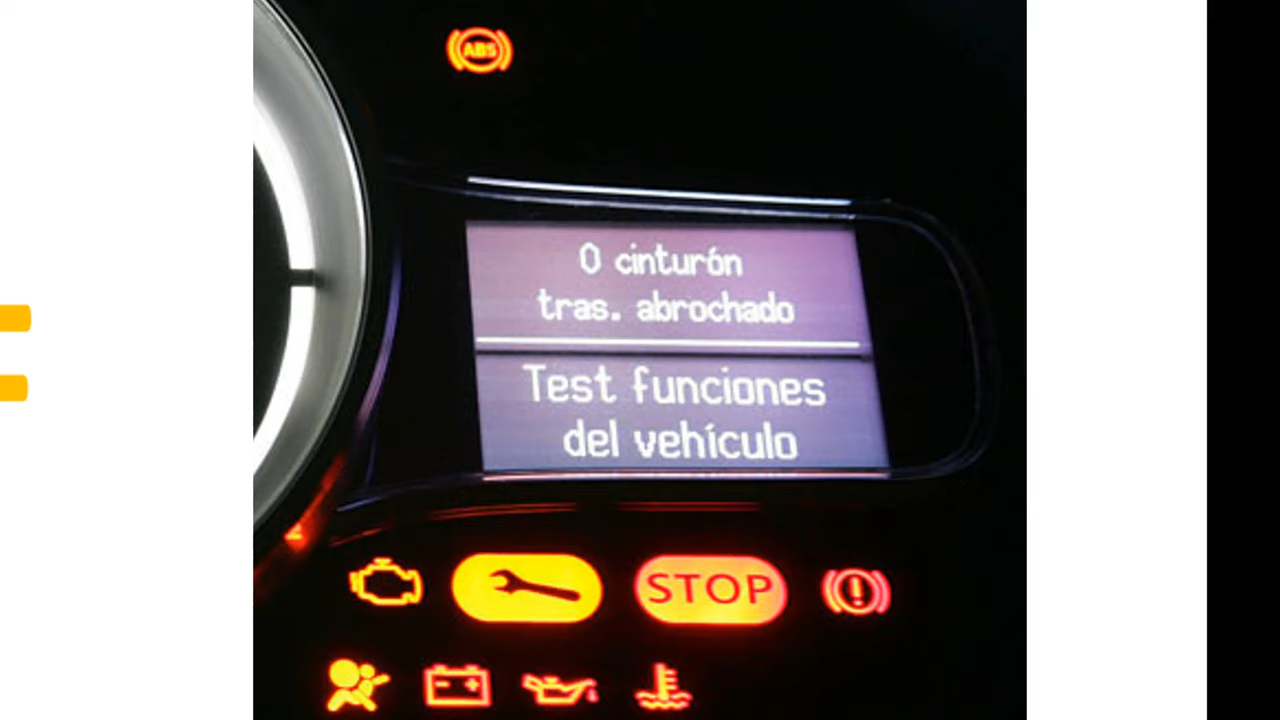 ABS
0 cinturón
tras. abrochado
Test funciones
del vehículo
STOP